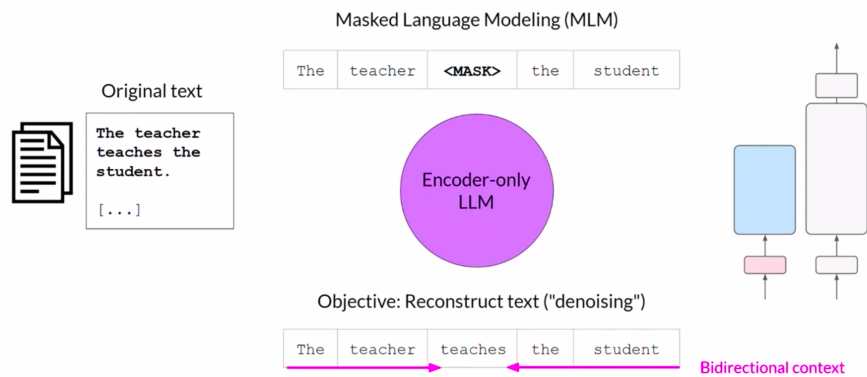 Masked Language Modeling (MLM)
The teacher <MASK> the student
Original text
The teacher
teaches the
student.
[...]
Encoder-only
LLM
Objective: Reconstruct text ("denoising")
The teacher teaches the student
Bidirectional context